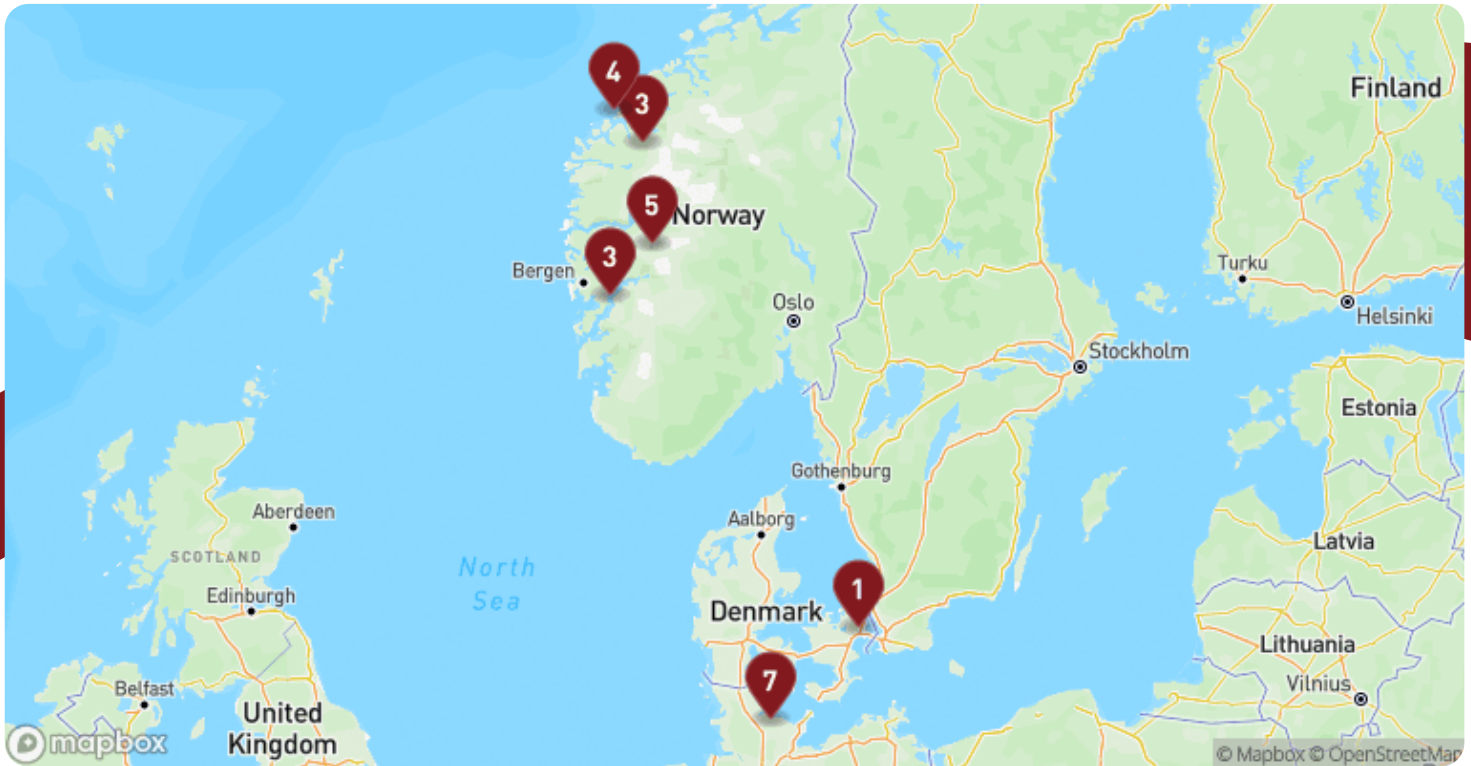 4
3
Finland
5
Norway
3
Bergen
Turku
Oslo
Helsinki
Stockholm
Estonia
Gothenburg
Aberdeen
Aalborg
SCOTLAND
Latvia
North
Sea
Edinburgh
1
Denmark
Lithuania
7
Belfast
Vilnius
United
Kingdom
mapbox
© Mapbox © OpenStreetMap